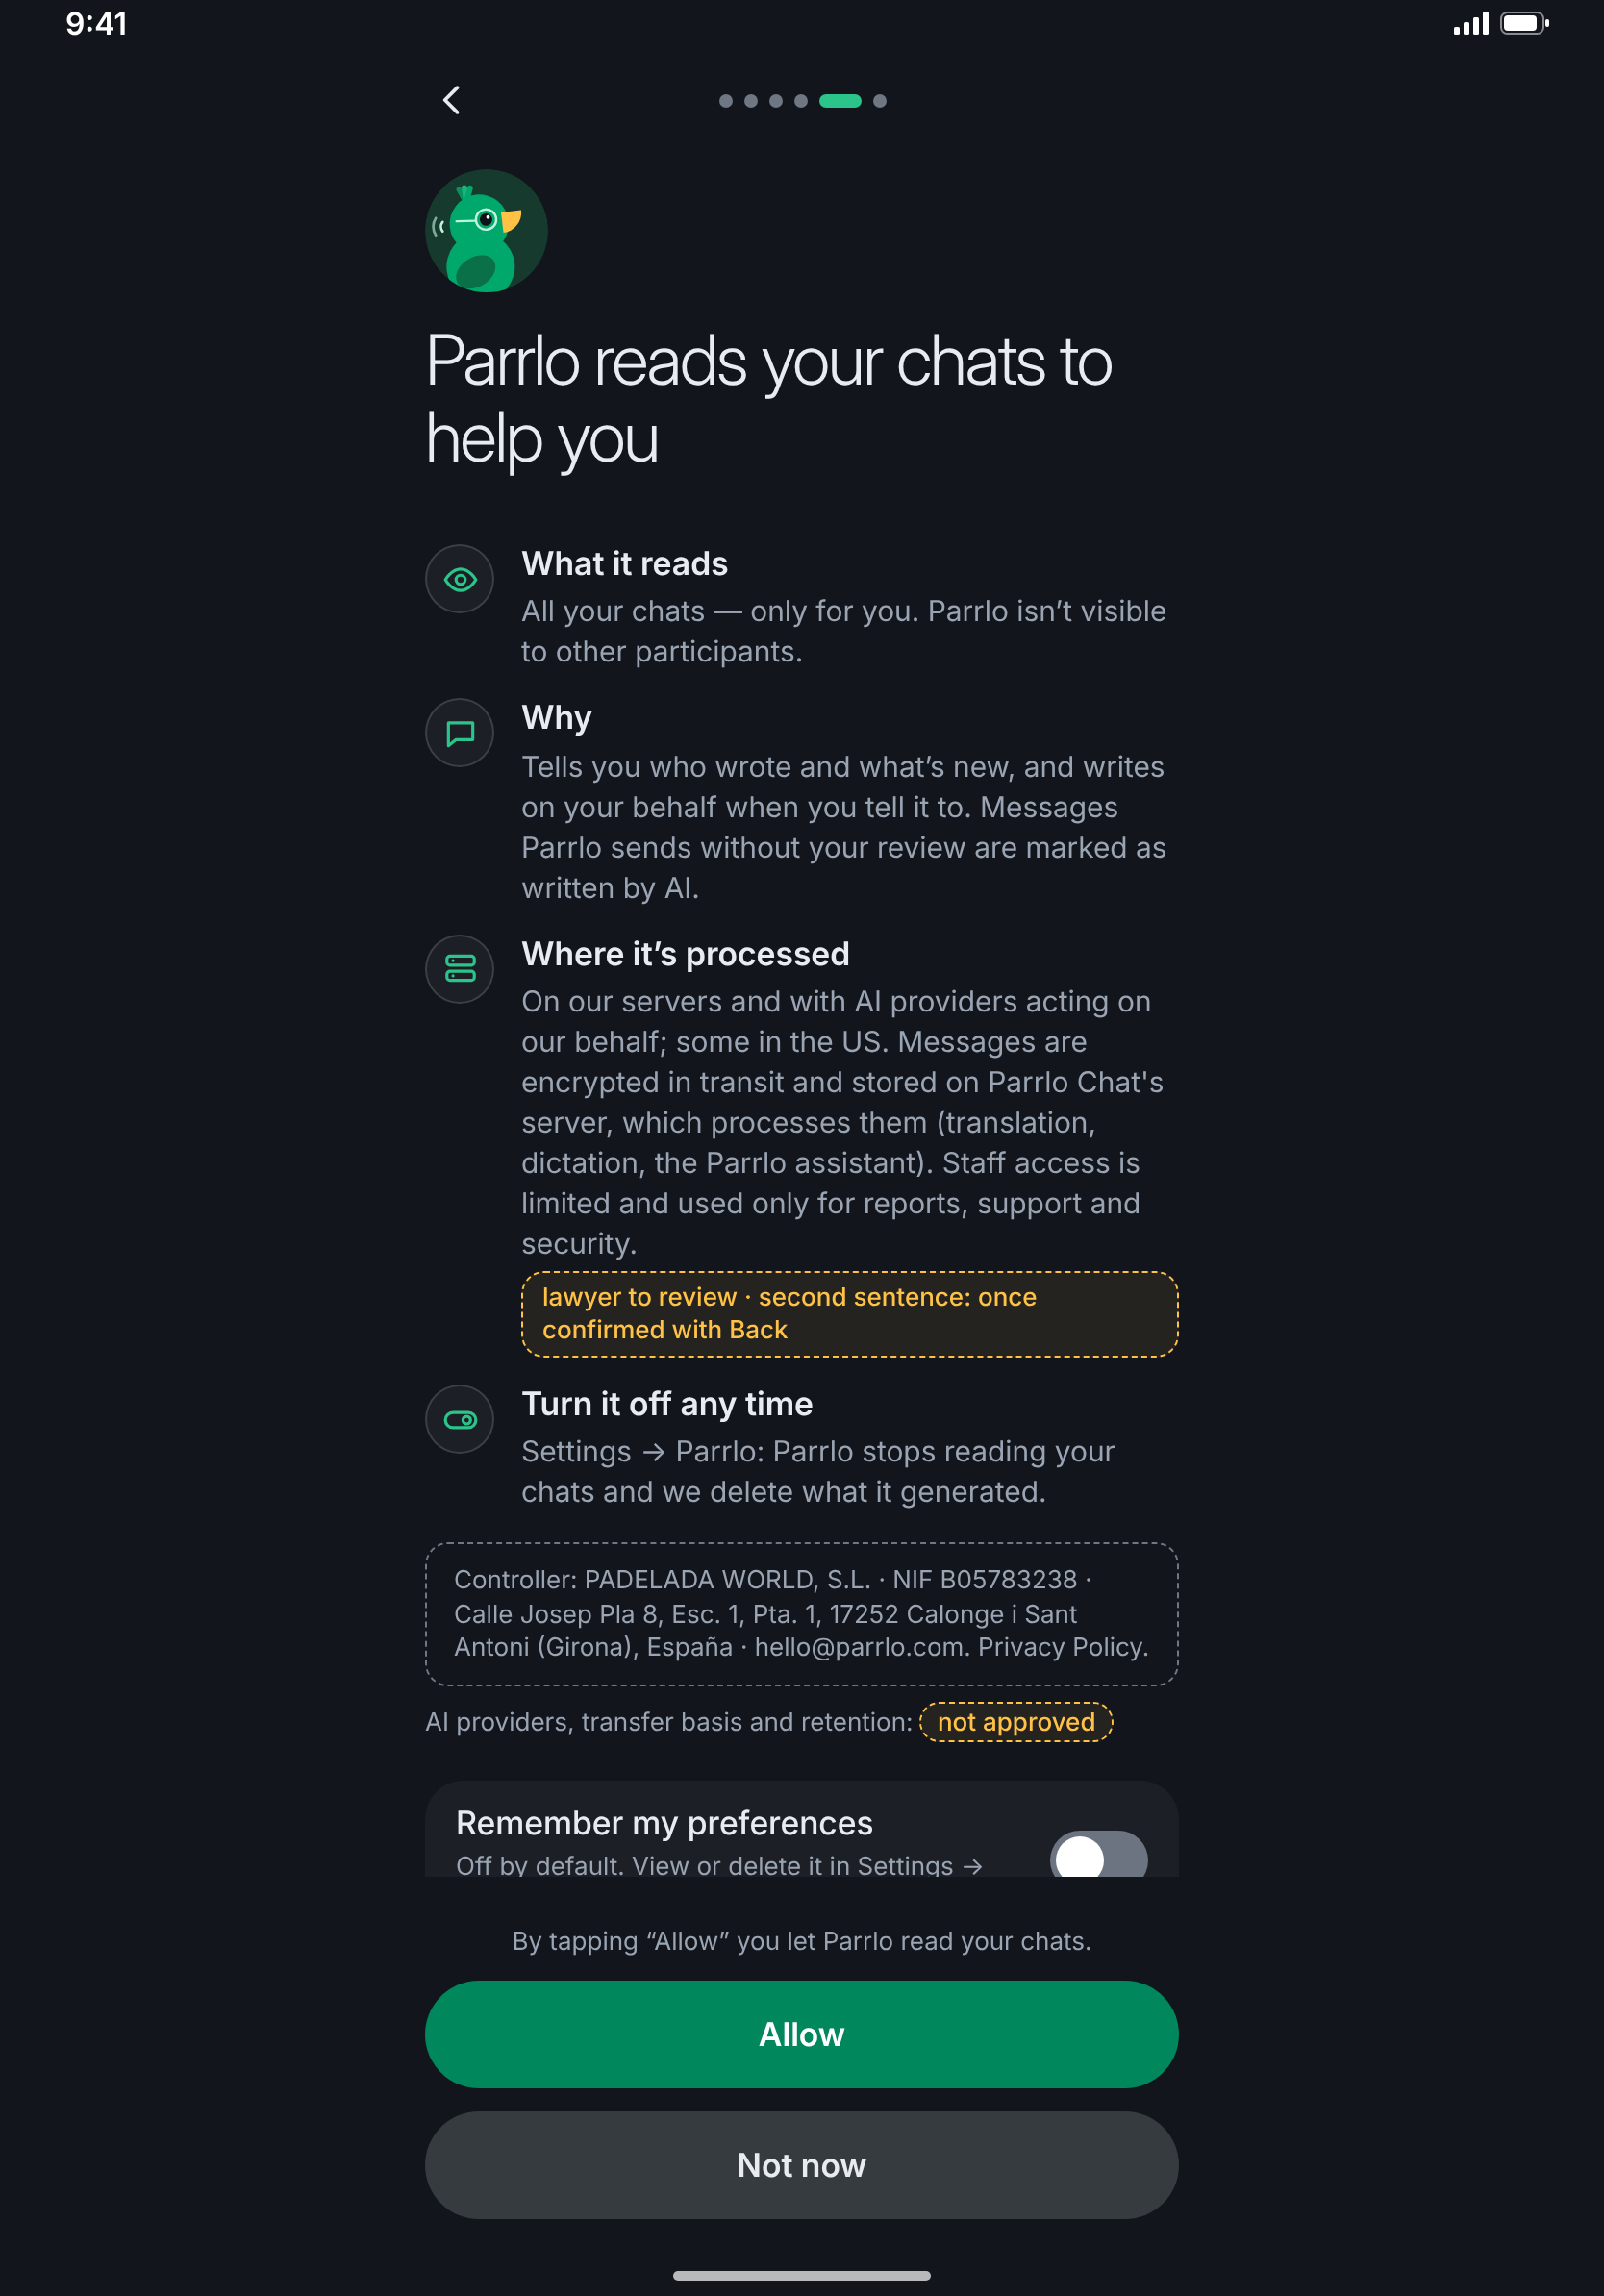 9:41
Parrlo reads your chats to
help you
What it reads
All your chats — only for you. Parrlo isn’t visible
to other participants.
Why
Tells you who wrote and what’s new, and writes
on your behalf when you tell it to. Messages
Parrlo sends without your review are marked as
written by AI.
Where it’s processed
On our servers and with AI providers acting on
our behalf; some in the US. Messages are
encrypted in transit and stored on Parrlo Chat's
server, which processes them (translation,
dictation, the Parrlo assistant). Staff access is
limited and used only for reports, support and
security.
lawyer to review · second sentence: once
confirmed with Back
Turn it off any time
Settings → Parrlo: Parrlo stops reading your
chats and we delete what it generated.
Controller: PADELADA WORLD, S.L. · NIF B05783238 ·
Calle Josep Pla 8, Esc. 1, Pta. 1, 17252 Calonge i Sant
Antoni (Girona), España · hello@parrlo.com. Privacy Policy.
AI providers, transfer basis and retention: not approved
Remember my preferences
Off by default. View or delete it in Settings →
By tapping “Allow” you let Parrlo read your chats.
Allow
Not now